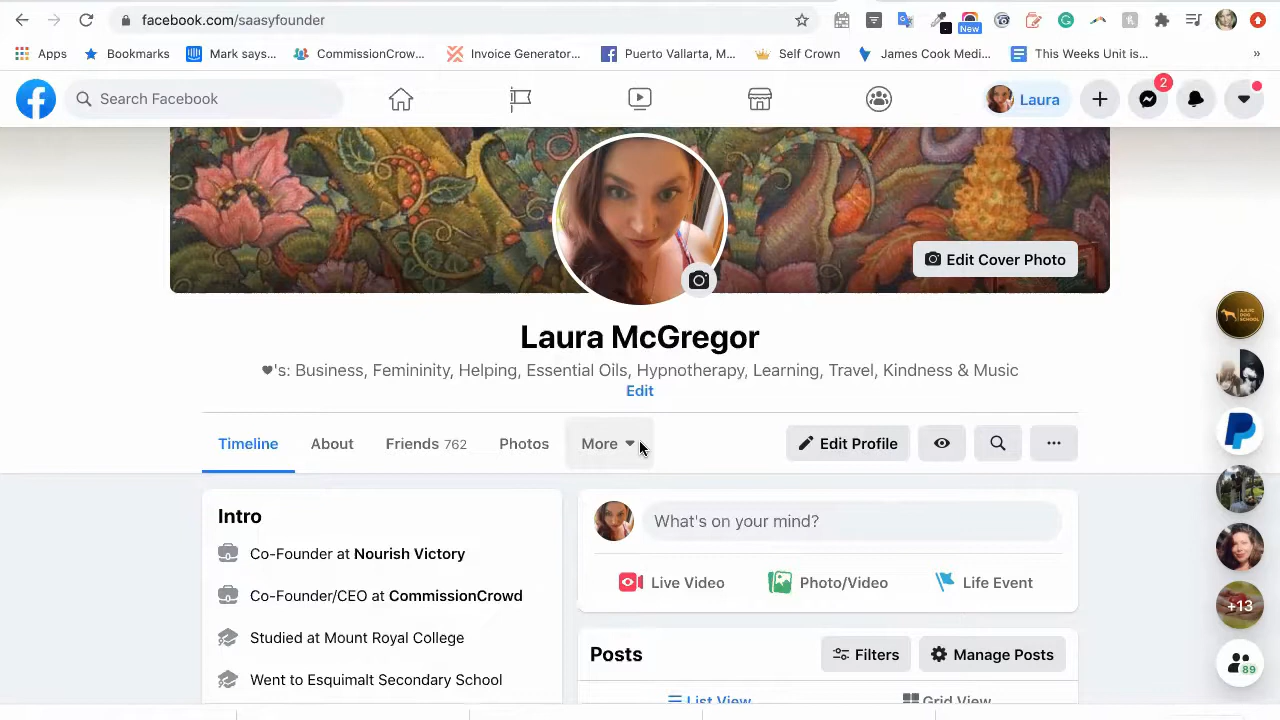 facebook.com/saasyfounder
New
Apps Bookmarks Mark says... CommissionCrow... Invoice Generator... Puerto Vallarta, M... Self Crown James Cook Medi... This Weeks Unit is... »
Search Facebook Laura 2
Edit Cover Photo
Laura McGregor
❤'s: Business, Femininity, Helping, Essential Oils, Hypnotherapy, Learning, Travel, Kindness & Music
Edit
Timeline About Friends 762 Photos More Edit Profile ...
Intro
What's on your mind?
Co-Founder at Nourish Victory
Live Video Photo/Video Life Event
Co-Founder/CEO at CommissionCrowd
+13
Studied at Mount Royal College
Posts Filters Manage Posts
89
Went to Esquimalt Secondary School
List View Grid View